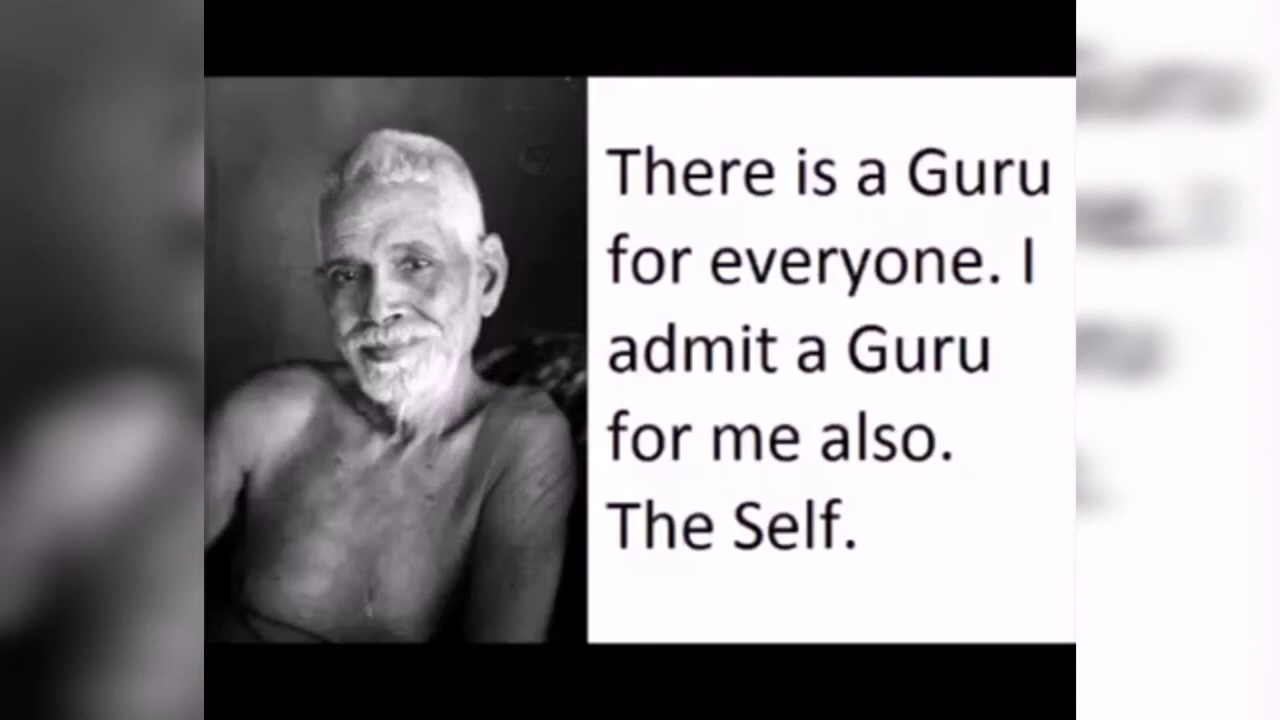 There is a Guru
for everyone. I
admit a Guru
for me also.
The Self.